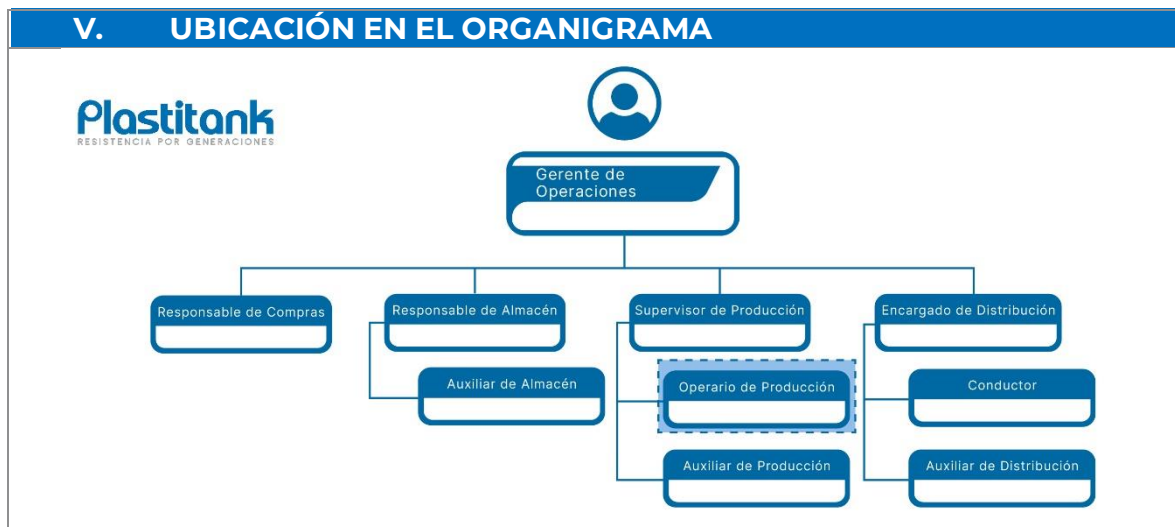 V. UBICACIÓN EN EL ORGANIGRAMA
Plastitank
RESISTENCIA POR GENERACIONES
Gerente de
Operaciones
Responsable de Compras
Responsable de Almacén
Supervisor de Producción
Encargado de Distribución
Auxiliar de Almacén
Operario de Producción
Conductor
Auxiliar de Producción
Auxiliar de Distribución